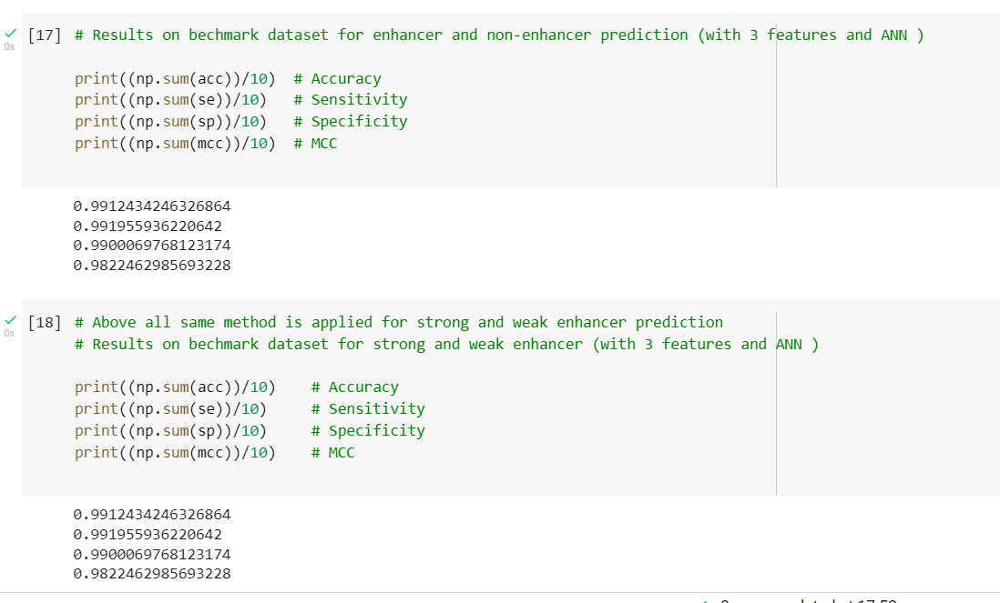 [17] # Results on bechmark dataset for enhancer and non-enhancer prediction (with 3 features and ANN )
0s
print((np.sum(acc))/10)  # Accuracy
print((np.sum(se))/10)   # Sensitivity
print((np.sum(sp))/10)   # Specificity
print((np.sum(mcc))/10)  # MCC
0.9912434246326864
0.991955936220642
0.9900069768123174
0.9822462985693228
[18] # Above all same method is applied for strong and weak enhancer prediction
0s
# Results on bechmark dataset for strong and weak enhancer (with 3 features and ANN )
print((np.sum(acc))/10)    # Accuracy
print((np.sum(se))/10)     # Sensitivity
print((np.sum(sp))/10)     # Specificity
print((np.sum(mcc))/10)    # MCC
0.9912434246326864
0.991955936220642
0.9900069768123174
0.9822462985693228